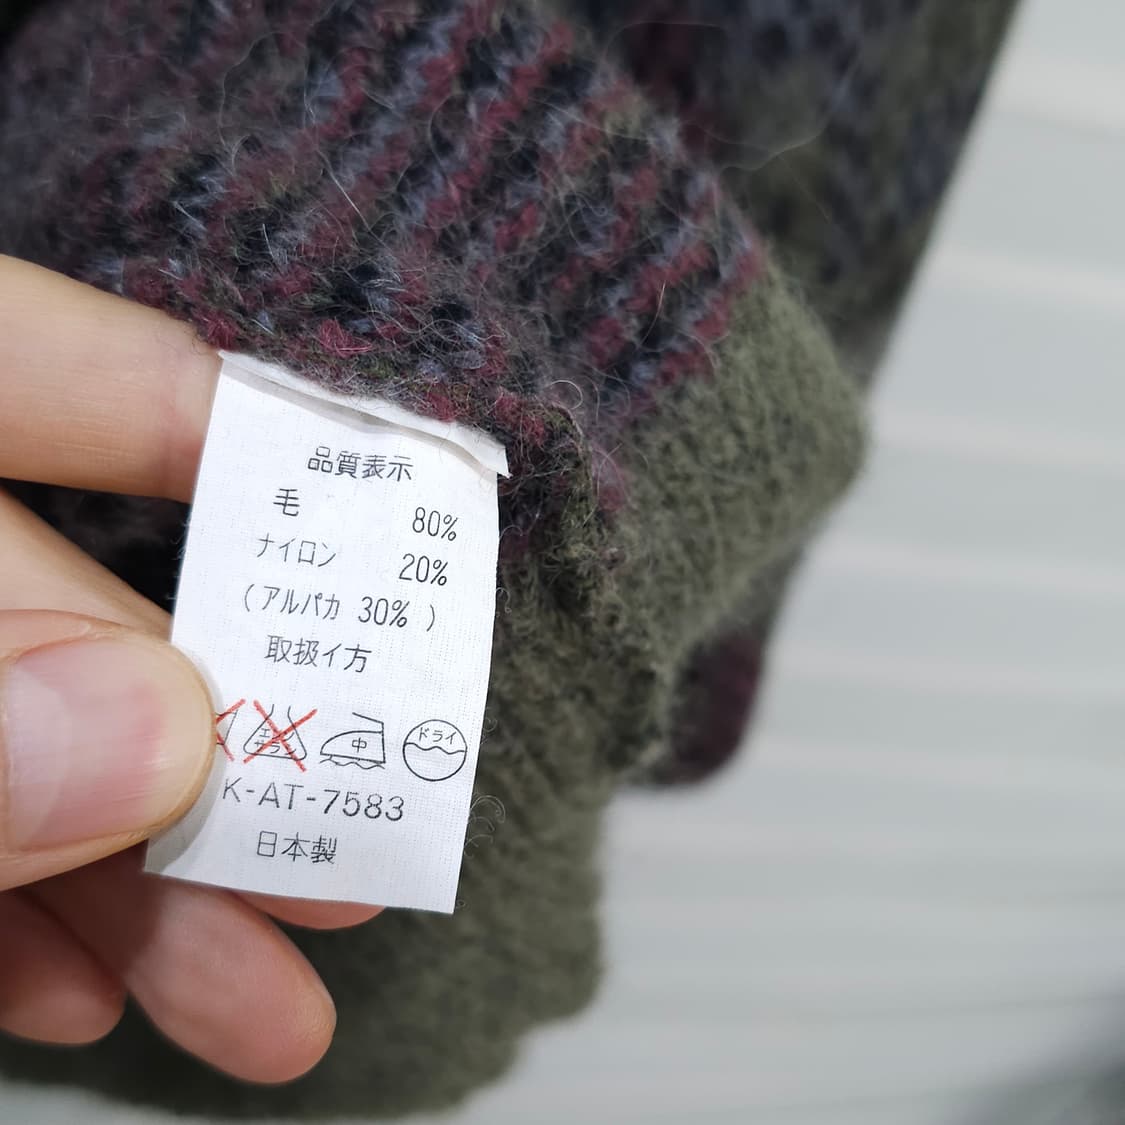 品質表示
毛 80%
ナイロン 20%
(アルパカ 30%)
取扱イ方
中 ドライ
K-AT-7583
日本製